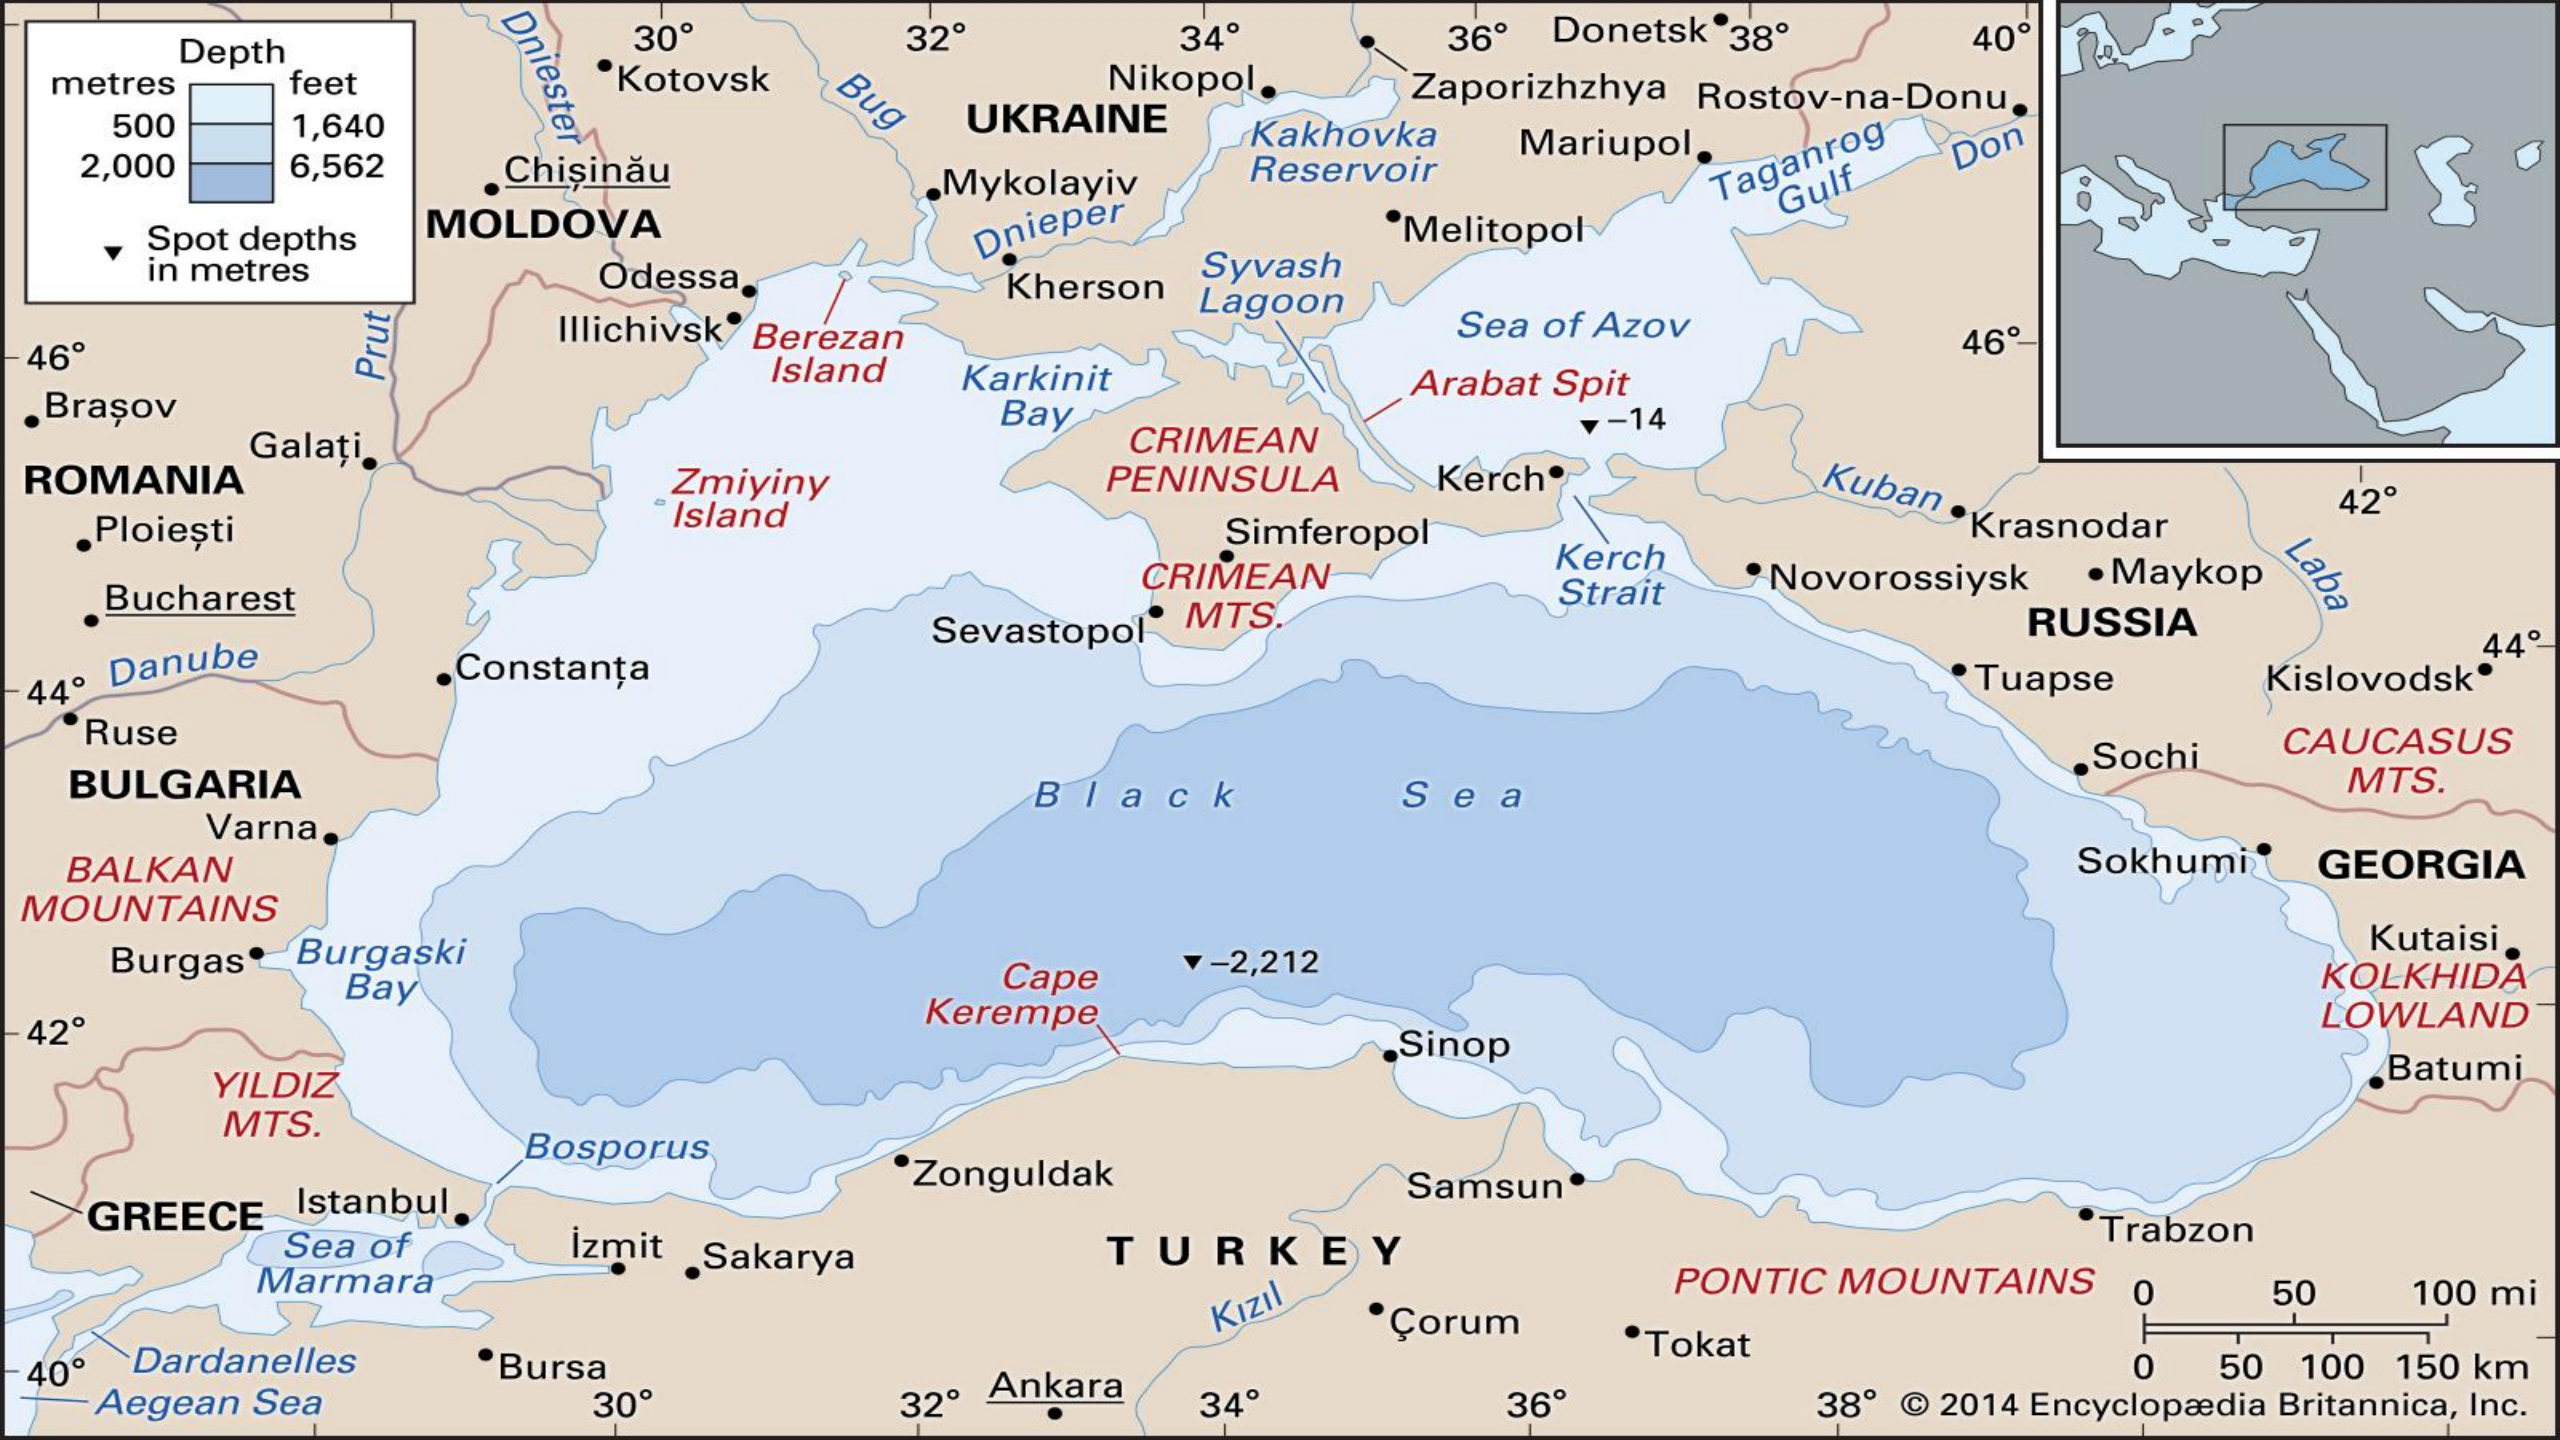 Depth
metres feet
500 1,640
2,000 6,562
Spot depths
in metres
30°
32°
34°
36°
38°
40°
Dniester
Kotovsk
Bug
UKRAINE
Nikopol
Zaporizhzhya
Donetsk
Rostov-na-Donu
Kakhovka
Reservoir
Mariupol
Taganrog
Gulf
Don
Chișinău
MOLDOVA
Mykolayiv
Dnieper
Kherson
Melitopol
Syvash
Lagoon
Odessa
Illichivsk
Berezan
Island
Prut
Sea of Azov
46°
46°
Karkinit
Bay
Arabat Spit
–14
Brașov
Galați
ROMANIA
CRIMEAN
PENINSULA
Kerch
Kuban
Krasnodar
42°
Zmiyiny
Island
Ploiești
Simferopol
Kerch
Strait
Novorossiysk
Maykop
Laba
Bucharest
CRIMEAN
MTS.
Sevastopol
RUSSIA
Danube
Constanța
44°
44°
Tuapse
Kislovodsk
Ruse
CAUCASUS
MTS.
Sochi
BULGARIA
Black Sea
Varna
BALKAN
MOUNTAINS
Sokhumi
GEORGIA
Burgas
Burgaski
Bay
–2,212
Cape
Kerempe
Kutaisi
KOLKHIDA
LOWLAND
42°
Sinop
Batumi
YILDIZ
MTS.
Bosporus
Zonguldak
Samsun
GREECE
Istanbul
Trabzon
Sea of
Marmara
İzmit
Sakarya
TURKEY
Kızıl
PONTIC MOUNTAINS
Çorum
Tokat
0 50 100 mi
0 50 100 150 km
Dardanelles
40°
Aegean Sea
Bursa
Ankara
30°
32°
34°
36°
38°
© 2014 Encyclopædia Britannica, Inc.